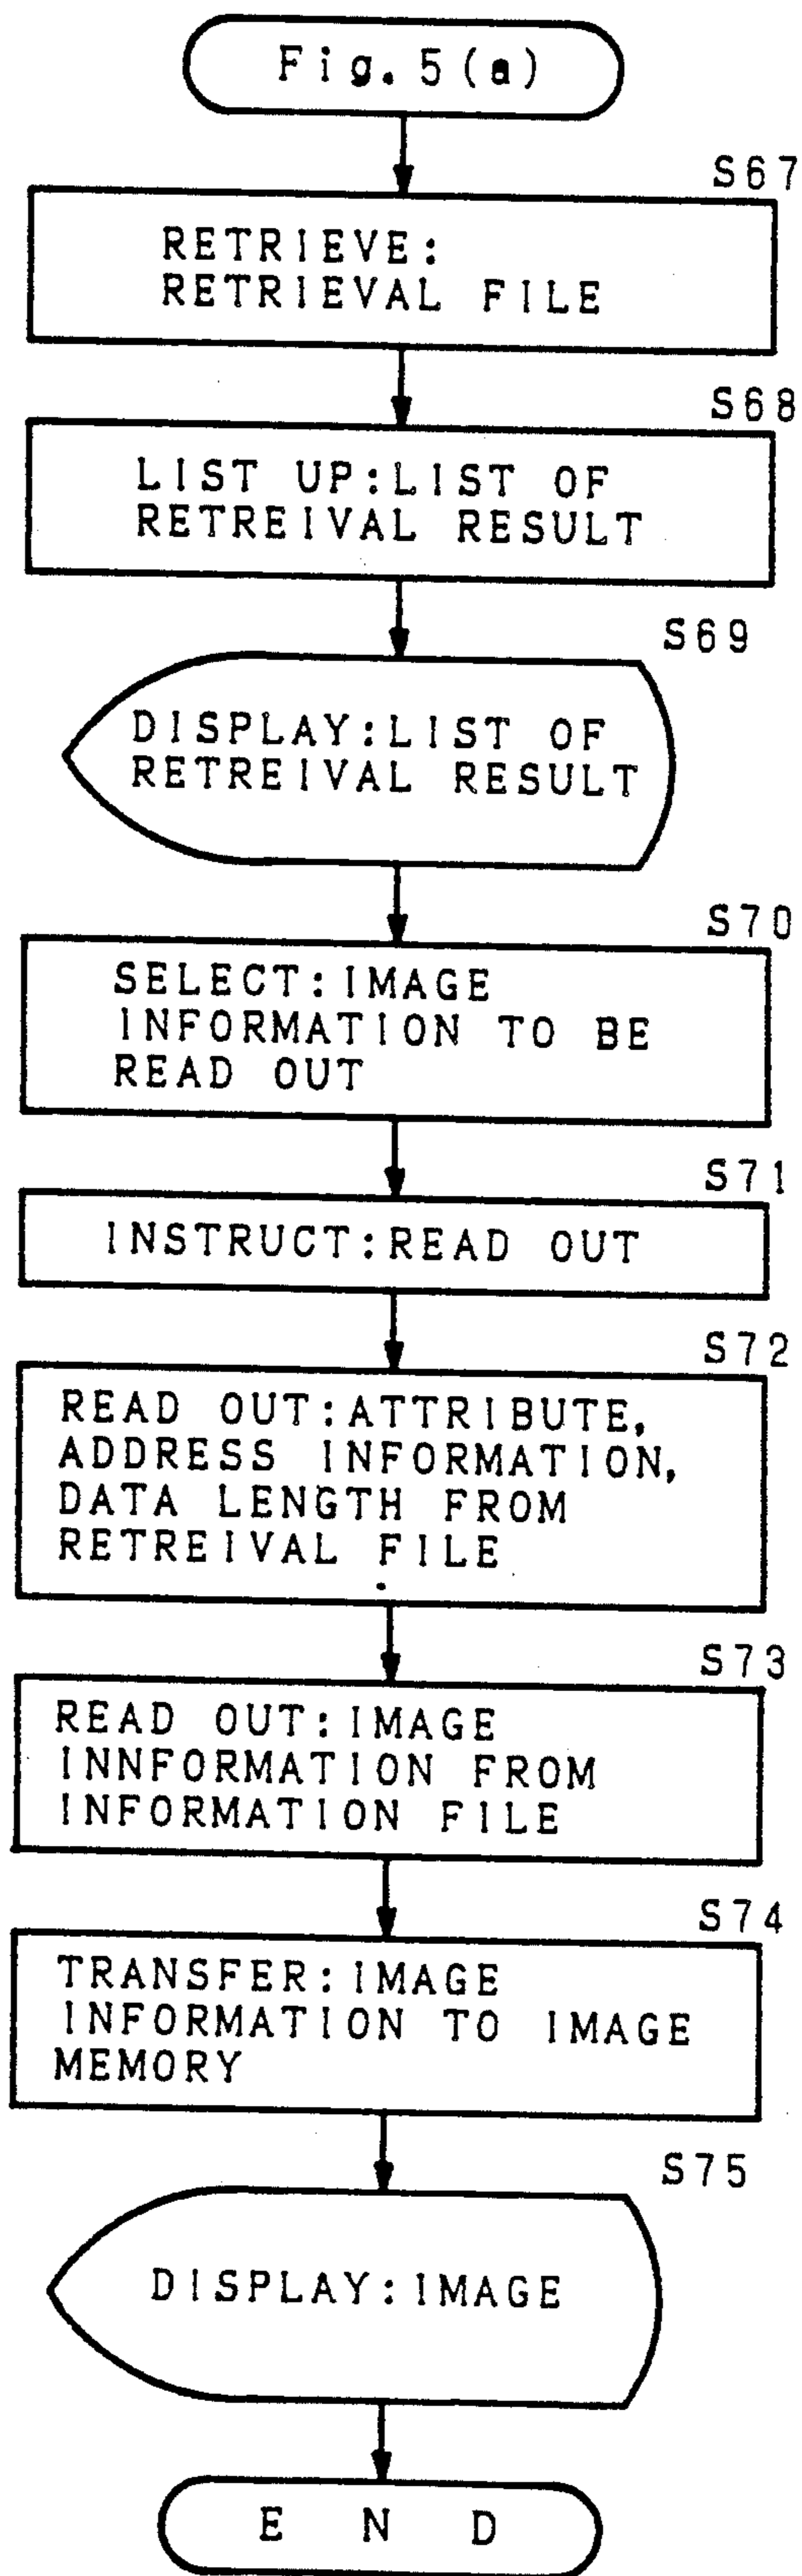 Fig. 5(a)
S67
RETRIEVE:
RETRIEVAL FILE
S68
LIST UP:LIST OF
RETREIVAL RESULT
S69
DISPLAY:LIST OF
RETREIVAL RESULT
S70
SELECT:IMAGE
INFORMATION TO BE
READ OUT
S71
INSTRUCT:READ OUT
S72
READ OUT:ATTRIBUTE,
ADDRESS INFORMATION,
DATA LENGTH FROM
RETREIVAL FILE
S73
READ OUT:IMAGE
INNFORMATION FROM
INFORMATION FILE
S74
TRANSFER:IMAGE
INFORMATION TO IMAGE
MEMORY
S75
DISPLAY:IMAGE
E N D